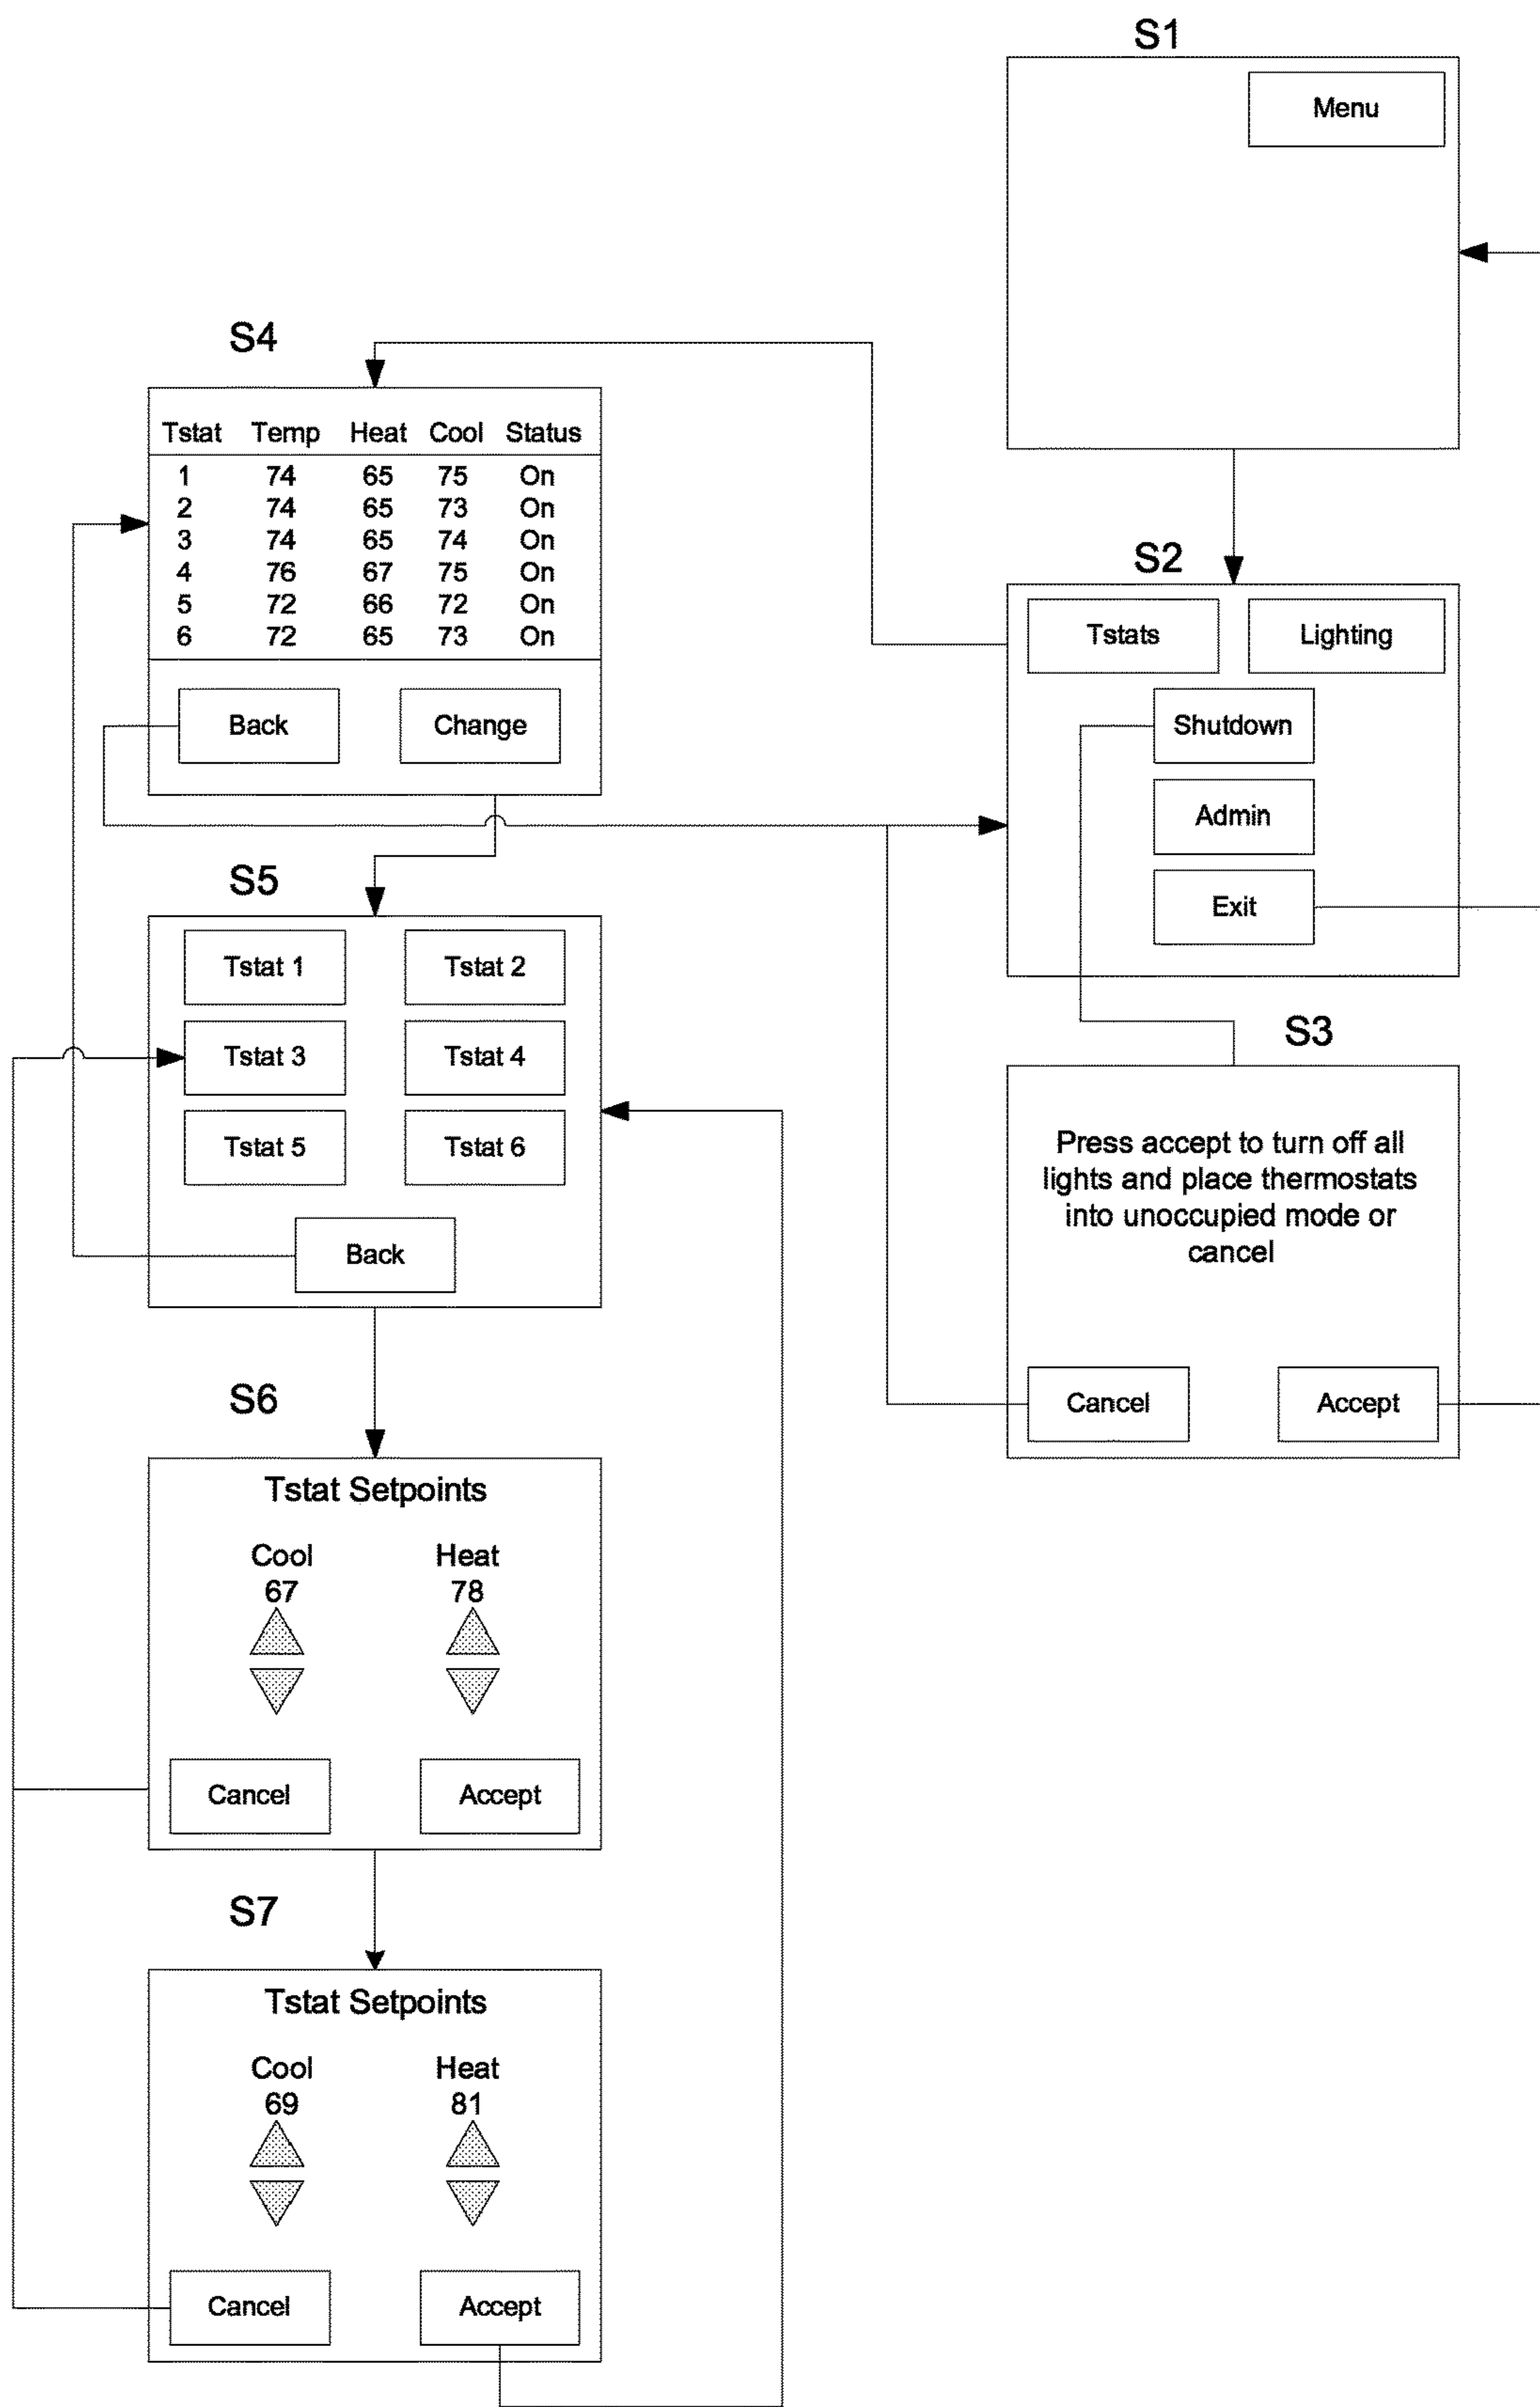 S1
Menu
S4
Tstat Temp Heat Cool Status
1 74 65 75 On
2 74 65 73 On
3 74 65 74 On
4 76 67 75 On
5 72 66 72 On
6 72 65 73 On
Back Change
S2
Tstats Lighting
Shutdown
Admin
Exit
S5
Tstat 1 Tstat 2
Tstat 3 Tstat 4
Tstat 5 Tstat 6
Back
S3
Press accept to turn off all
lights and place thermostats
into unoccupied mode or
cancel
Cancel Accept
S6
Tstat Setpoints
Cool Heat
67 78
Cancel Accept
S7
Tstat Setpoints
Cool Heat
69 81
Cancel Accept